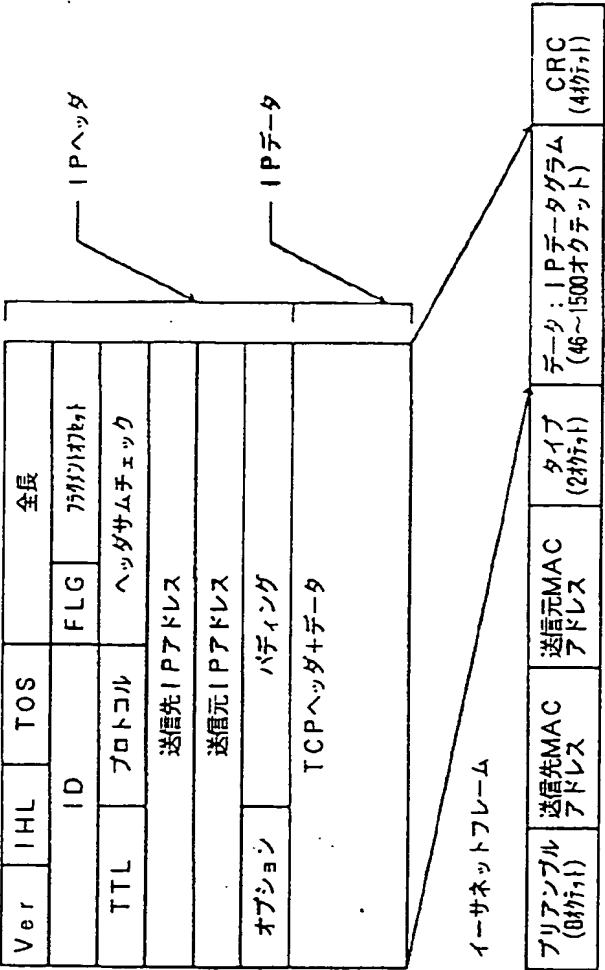 Ver
IHL
TOS
全長
ID
FLG
フラグメントオフセット
TTL
プロトコル
ヘッダサムチェック
送信先IPアドレス
送信元IPアドレス
オプション
パディング
TCPヘッダ+データ
IPヘッダ
IPデータ
イーサネットフレーム
プリアンブル
(8オクテット)
送信先MAC
アドレス
送信元MAC
アドレス
タイプ
(2オクテット)
データ:IPデータグラム
(46~1500オクテット)
CRC
(4オクテット)